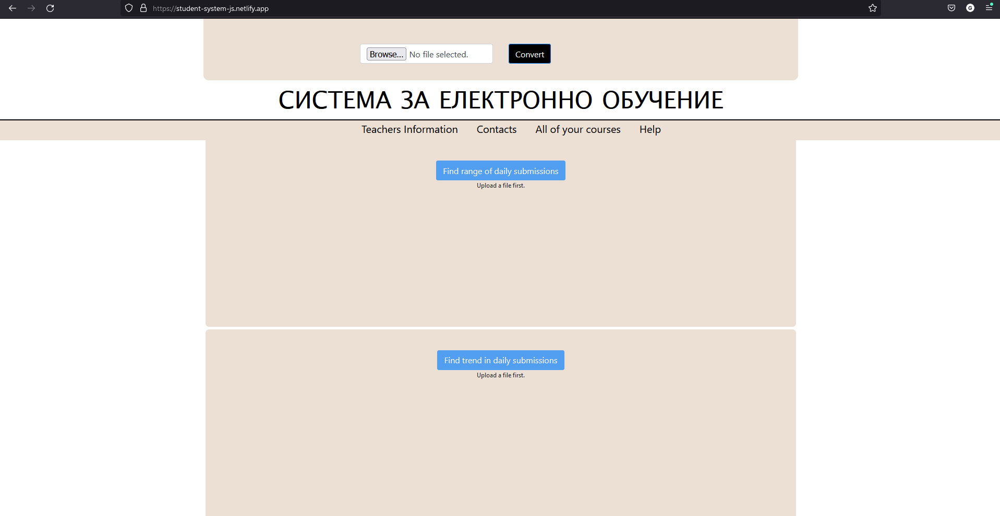 https://student-system-js.netlify.app
G
Browse... No file selected. Convert
СИСТЕМА ЗА ЕЛЕКТРОННО ОБУЧЕНИЕ
Teachers Information Contacts All of your courses Help
Find range of daily submissions
Upload a file first.
Find trend in daily submissions
Upload a file first.